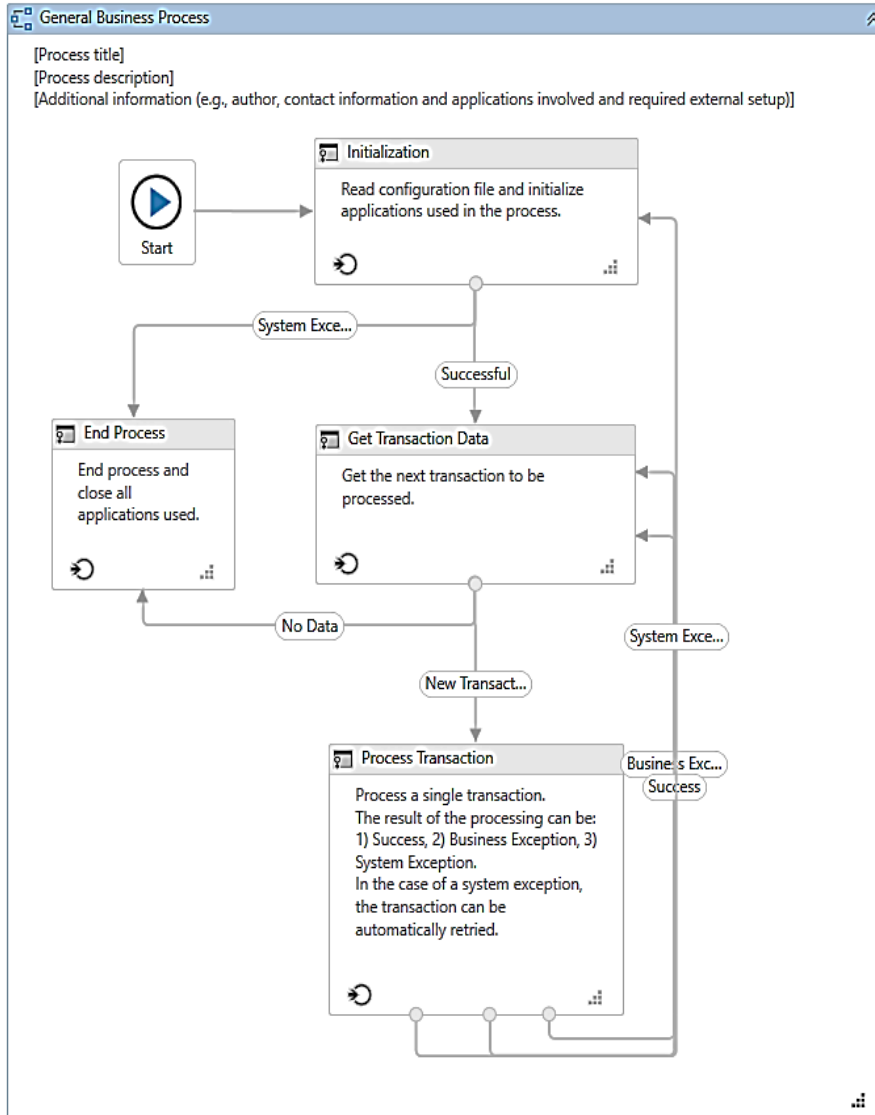 General Business Process
[Process title]
[Process description]
[Additional information (e.g., author, contact information and applications involved and required external setup)]
Initialization
Read configuration file and initialize
applications used in the process.
Start
System Exce...
Successful
End Process
End process and
close all
applications used.
Get Transaction Data
Get the next transaction to be
processed.
No Data
System Exce...
New Transact...
Process Transaction
Process a single transaction.
The result of the processing can be:
1) Success, 2) Business Exception, 3)
System Exception.
In the case of a system exception,
the transaction can be
automatically retried.
Business Exc...
Success